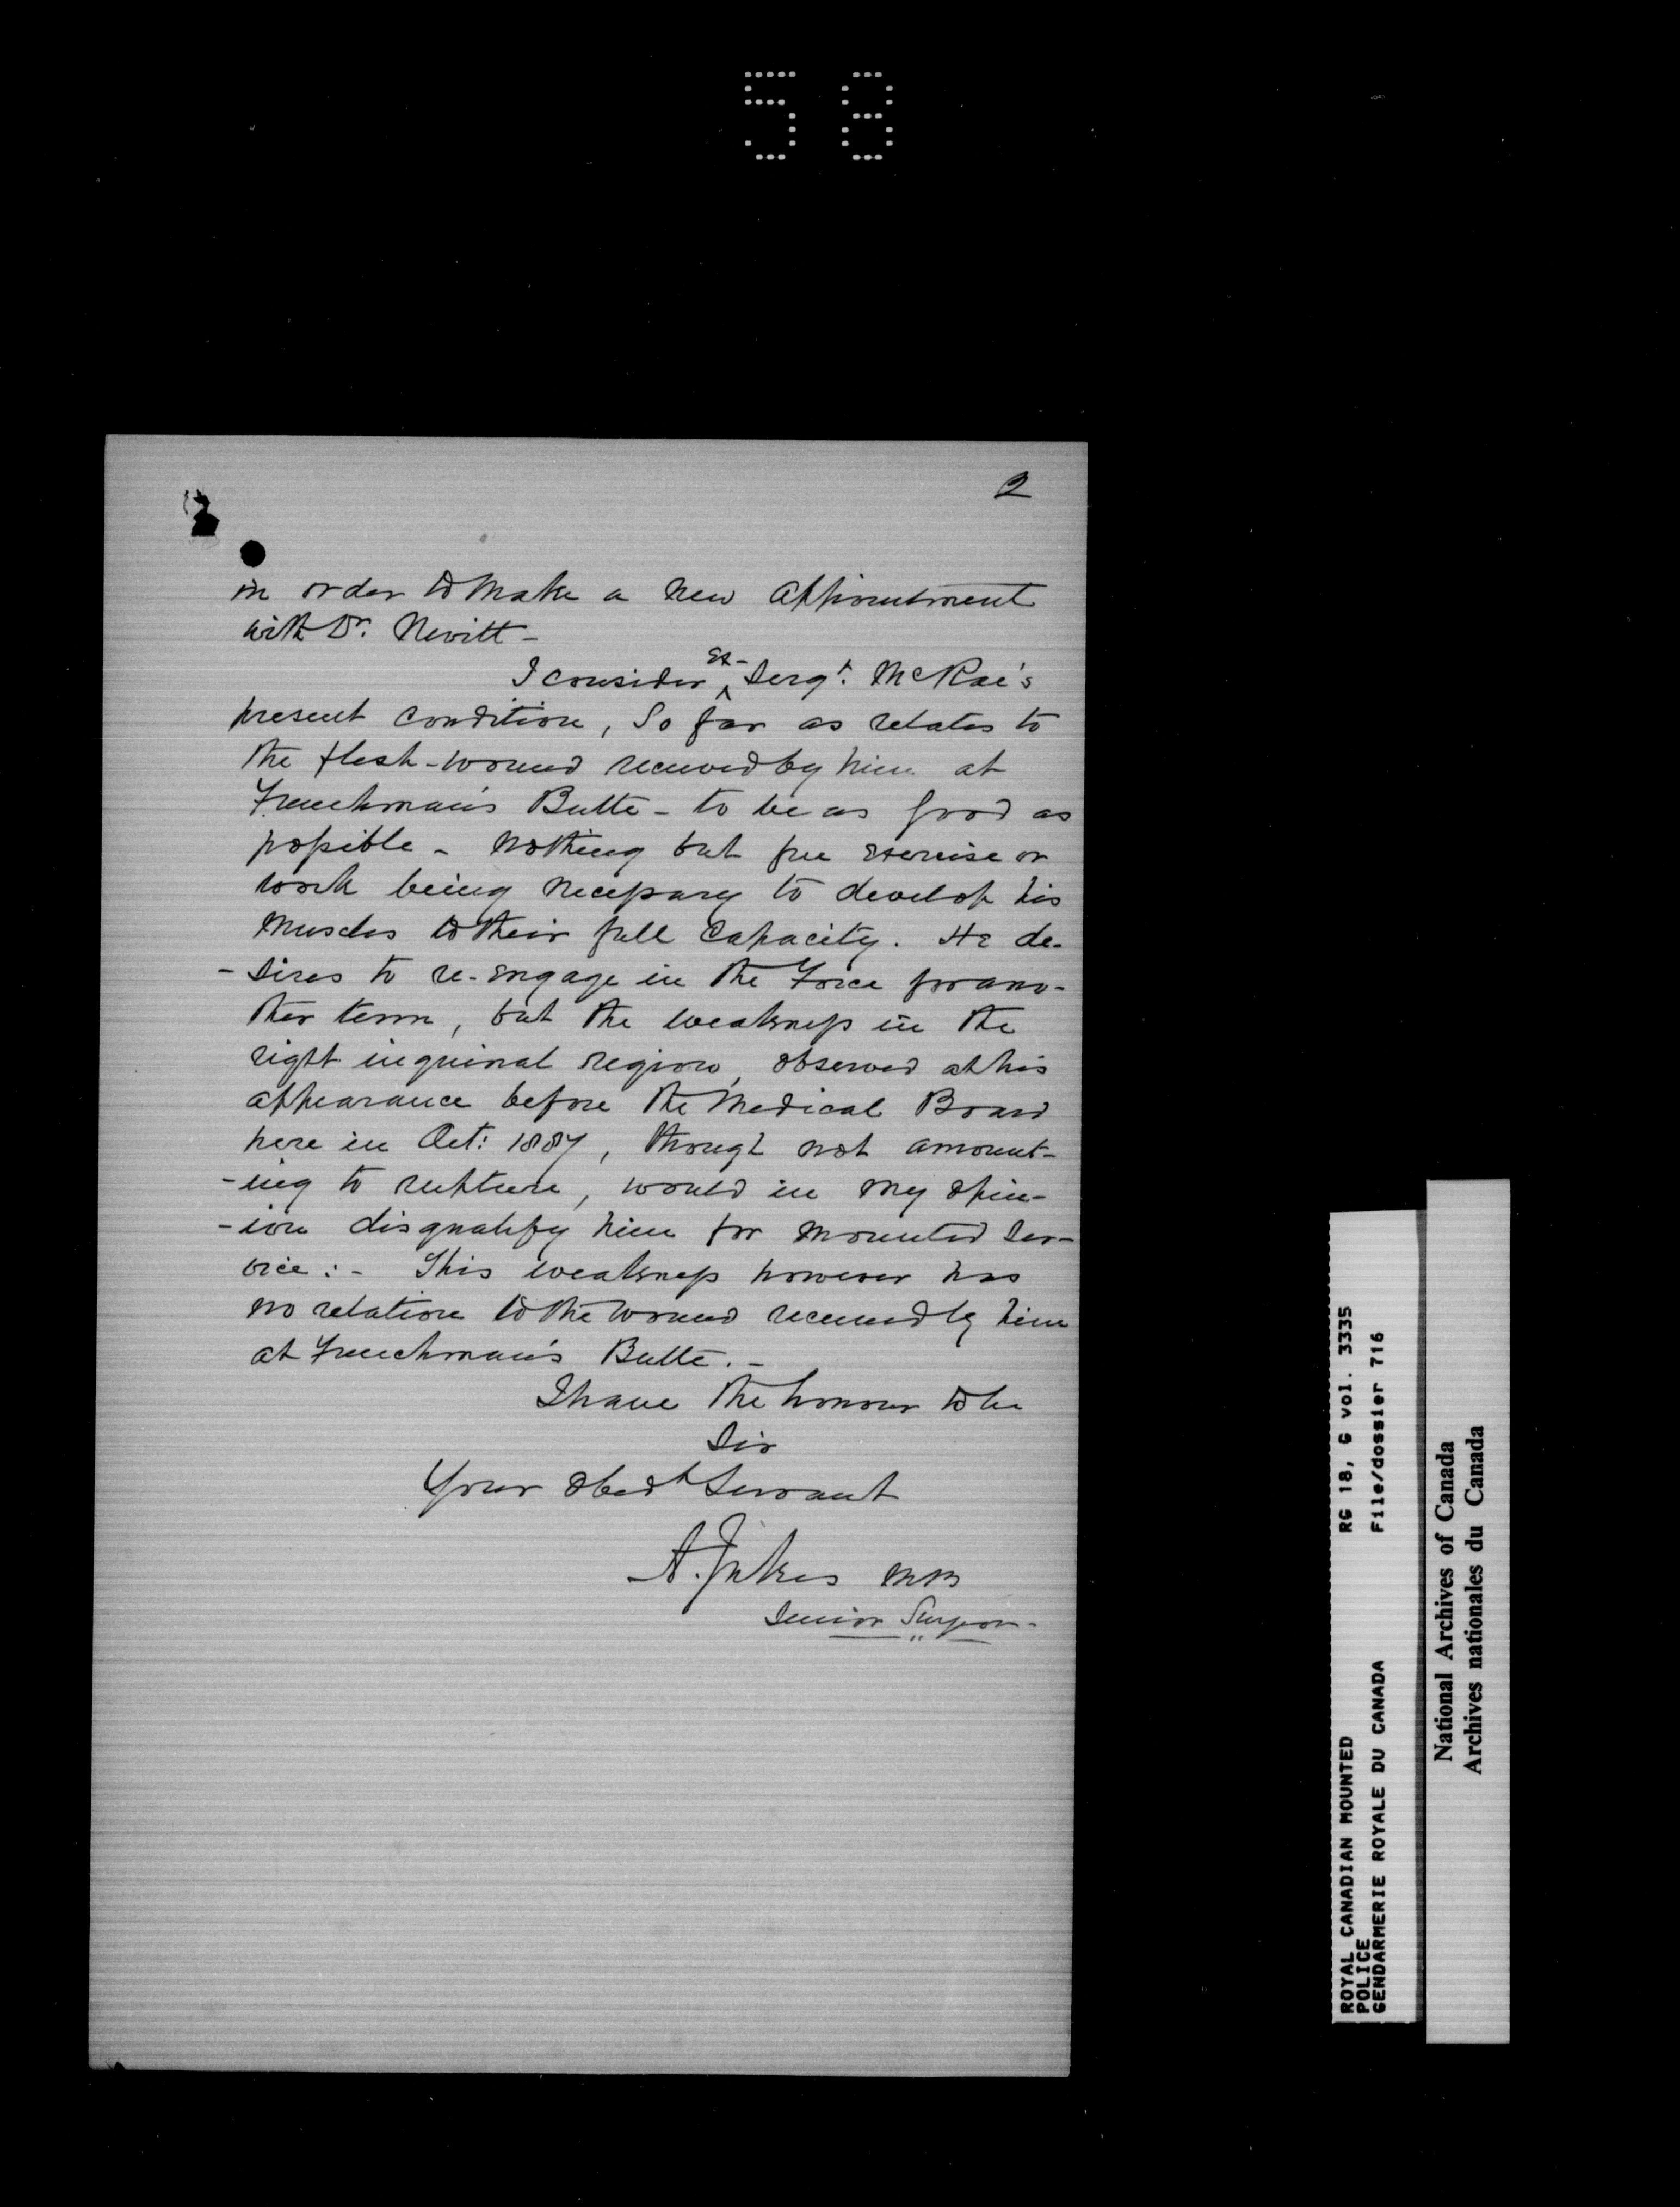 58
2
in order to make a new appointment
with Dr. Nevitt -
I consider Ex- Sergt. McRae's
present condition, so far as relates to
the flesh-wound received by him at
Frenchman's Butte - to be as good as
possible - nothing but free exercise or
work being necessary to develop his
muscles to their full capacity. He de-
-sires to re-engage in the Force for ano-
ther term, but the weakness in the
right inguinal region, observed at his
appearance before the Medical Board
here in Oct: 1887, though not amount-
-ing to rupture, would in my opin-
-ion disqualify him for mounted ser-
vice: - This weakness however has
no relation to the wound received by him
at Frenchman's Butte. -
I have the honour to be
Sir
Your obedt Servant
A. Jukes MB
Senior Surgeon -
ROYAL CANADIAN MOUNTED RG 18, G vol. 3335
POLICE File/dossier 716
GENDARMERIE ROYALE DU CANADA
National Archives of Canada
Archives nationales du Canada